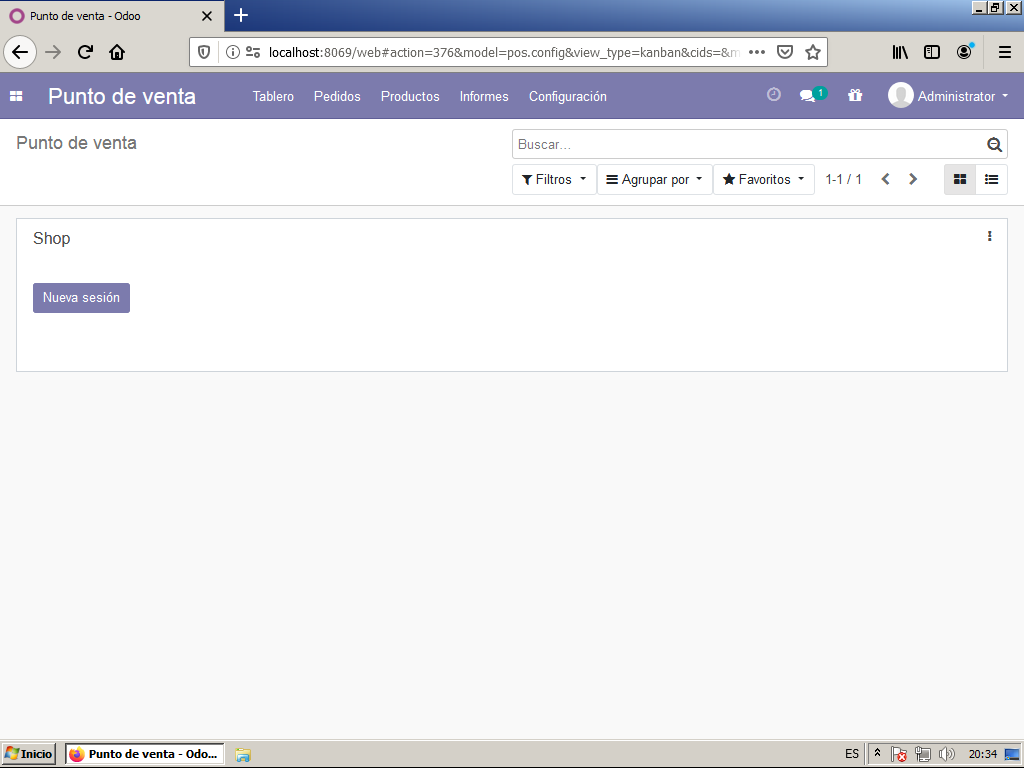 Punto de venta - Odoo
localhost:8069/web#action=376&model=pos.config&view_type=kanban&cids=&m
Punto de venta Tablero Pedidos Productos Informes Configuración 1 Administrator
Punto de venta
Buscar...
Filtros Agrupar por Favoritos 1-1 / 1
Shop
Nueva sesión
Inicio Punto de venta - Odo... ES 20:34